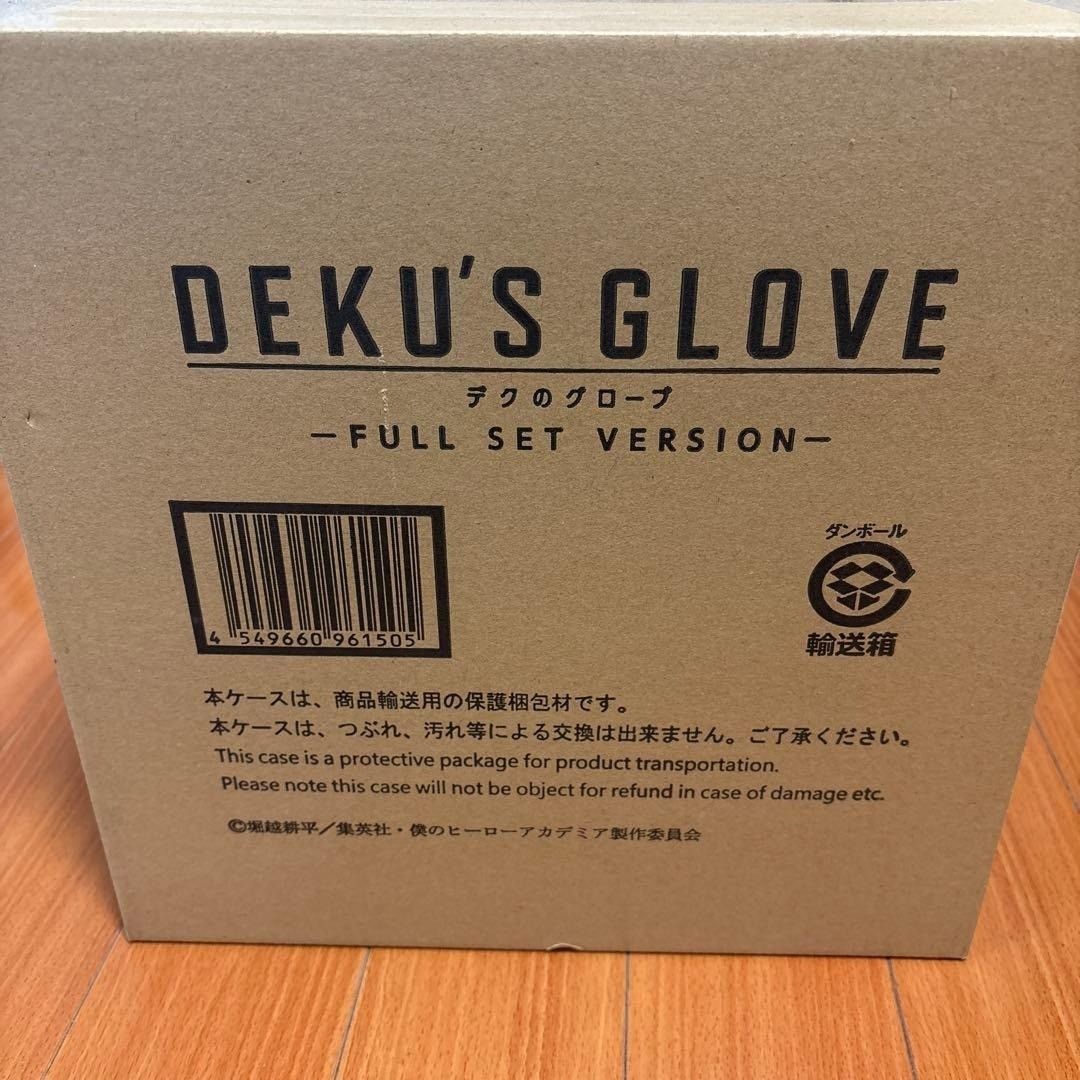 DEKU'S GLOVE
デクのグローブ
−FULL SET VERSION−
4 549660 961505
ダンボール
輸送箱
本ケースは、商品輸送用の保護梱包材です。
本ケースは、つぶれ、汚れ等による交換は出来ません。ご了承ください。
This case is a protective package for product transportation.
Please note this case will not be object for refund in case of damage etc.
©堀越耕平／集英社・僕のヒーローアカデミア製作委員会